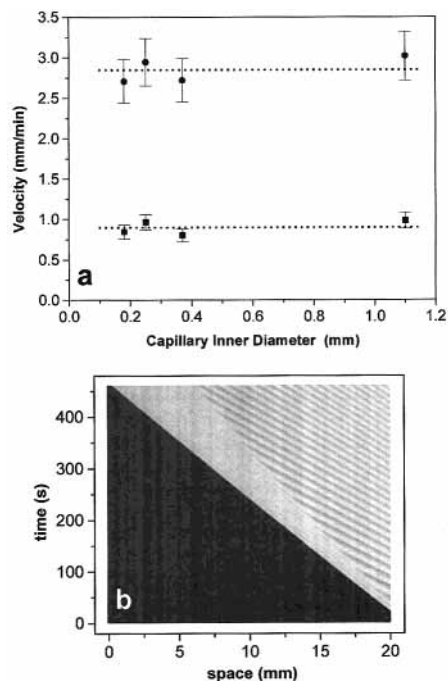 3.5
3.0
2.5
2.0
1.5
1.0
0.5
0.0
Velocity (mm/min)
a
0.0 0.2 0.4 0.6 0.8 1.0 1.2
Capillary Inner Diameter (mm)
400
300
200
100
0
time (s)
b
0 5 10 15 20
space (mm)